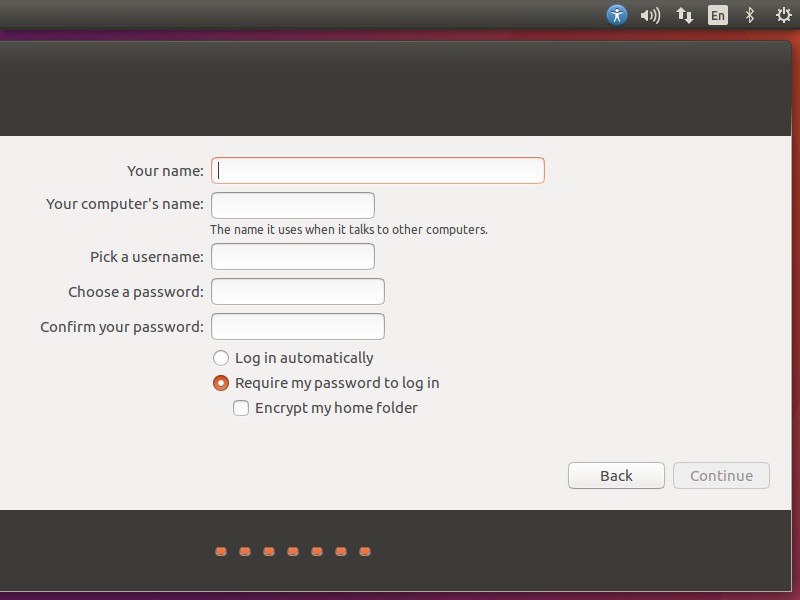 En
Your name:
Your computer's name:
The name it uses when it talks to other computers.
Pick a username:
Choose a password:
Confirm your password:
Log in automatically
Require my password to log in
Encrypt my home folder
Back Continue